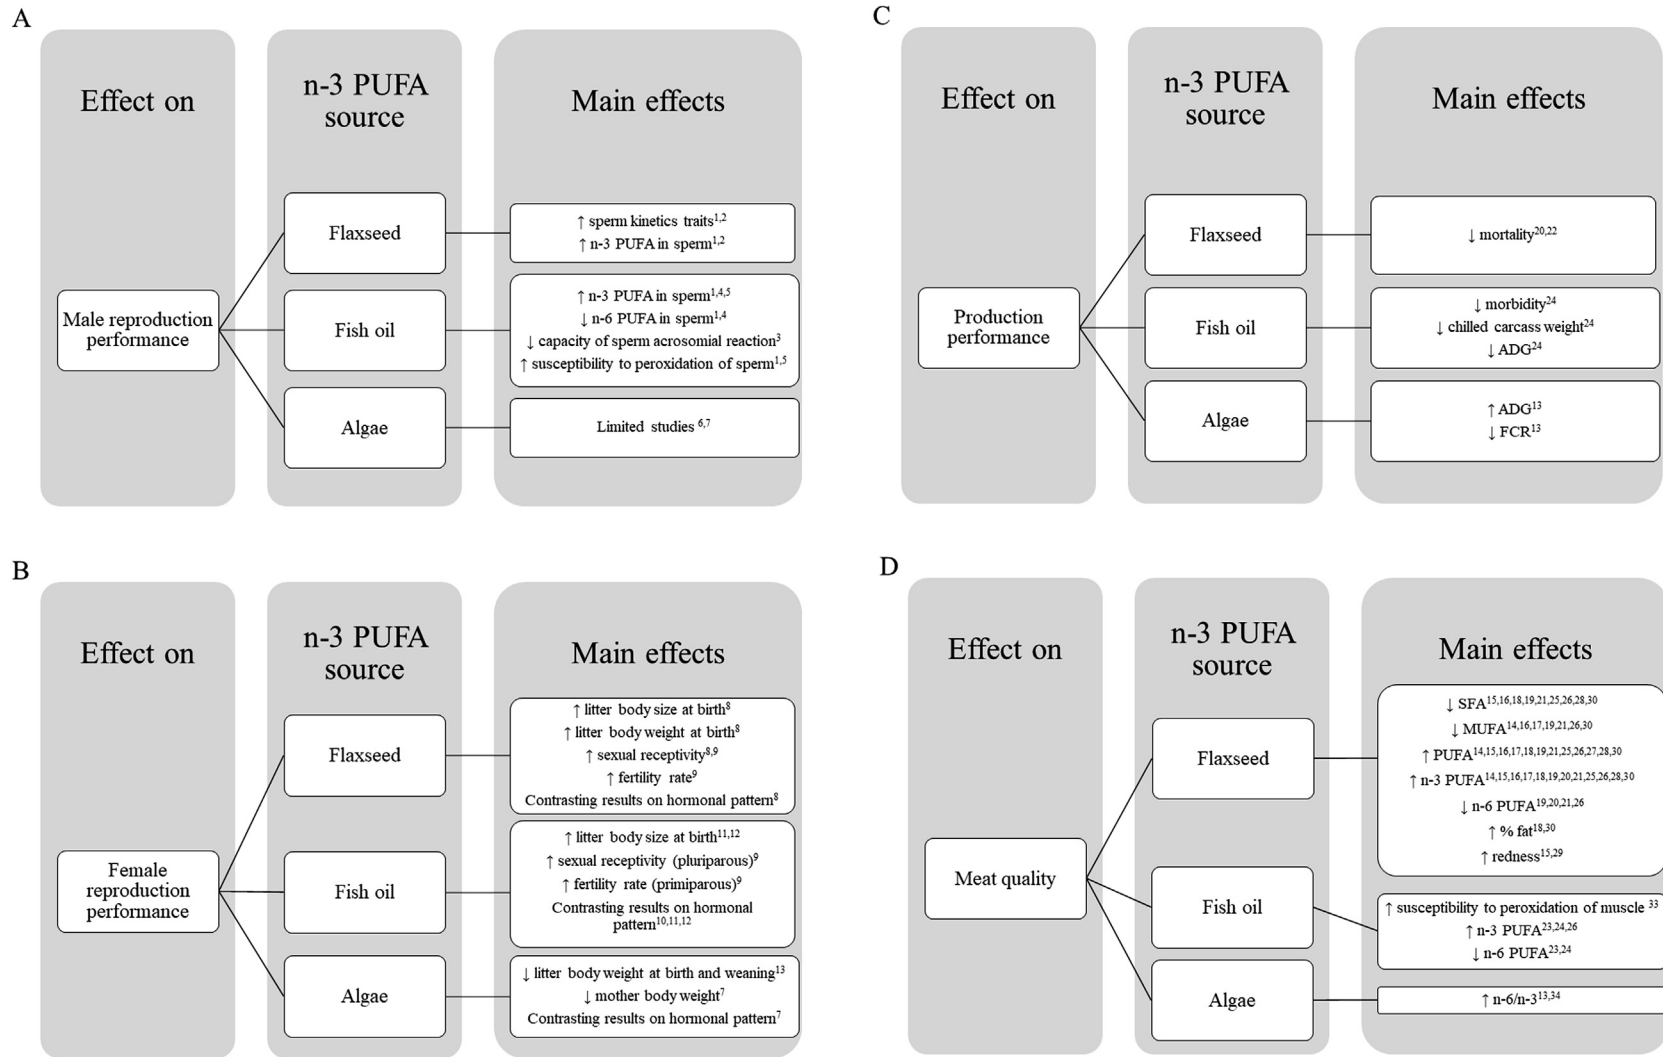 A
Effect on
n-3 PUFA
source
Main effects
Male reproduction
performance
Flaxseed
↑ sperm kinetics traits1,2
↑ n-3 PUFA in sperm1,2
Fish oil
↑ n-3 PUFA in sperm1,4,5
↓ n-6 PUFA in sperm1,4
↓ capacity of sperm acrosomial reaction3
↑ susceptibility to peroxidation of sperm1,5
Algae
Limited studies 6,7
B
Effect on
n-3 PUFA
source
Main effects
Female
reproduction
performance
Flaxseed
↑ litter body size at birth8
↑ litter body weight at birth8
↑ sexual receptivity8,9
↑ fertility rate9
Contrasting results on hormonal pattern8
Fish oil
↑ litter body size at birth11,12
↑ sexual receptivity (pluriparous)9
↑ fertility rate (primiparous)9
Contrasting results on hormonal
pattern10,11,12
Algae
↓ litter body weight at birth and weaning13
↓ mother body weight7
Contrasting results on hormonal pattern7
C
Effect on
n-3 PUFA
source
Main effects
Production
performance
Flaxseed
↓ mortality20,22
Fish oil
↓ morbidity24
↓ chilled carcass weight24
↓ ADG24
Algae
↑ ADG13
↓ FCR13
D
Effect on
n-3 PUFA
source
Main effects
Meat quality
Flaxseed
↓ SFA15,16,18,19,21,25,26,28,30
↓ MUFA14,16,17,19,21,26,30
↑ PUFA14,15,16,17,18,19,21,25,26,27,28,30
↑ n-3 PUFA14,15,16,17,18,19,20,21,25,26,28,30
↓ n-6 PUFA19,20,21,26
↑ % fat18,30
↑ redness15,29
Fish oil
↑ susceptibility to peroxidation of muscle 33
↑ n-3 PUFA23,24,26
↓ n-6 PUFA23,24
Algae
↑ n-6/n-313,34